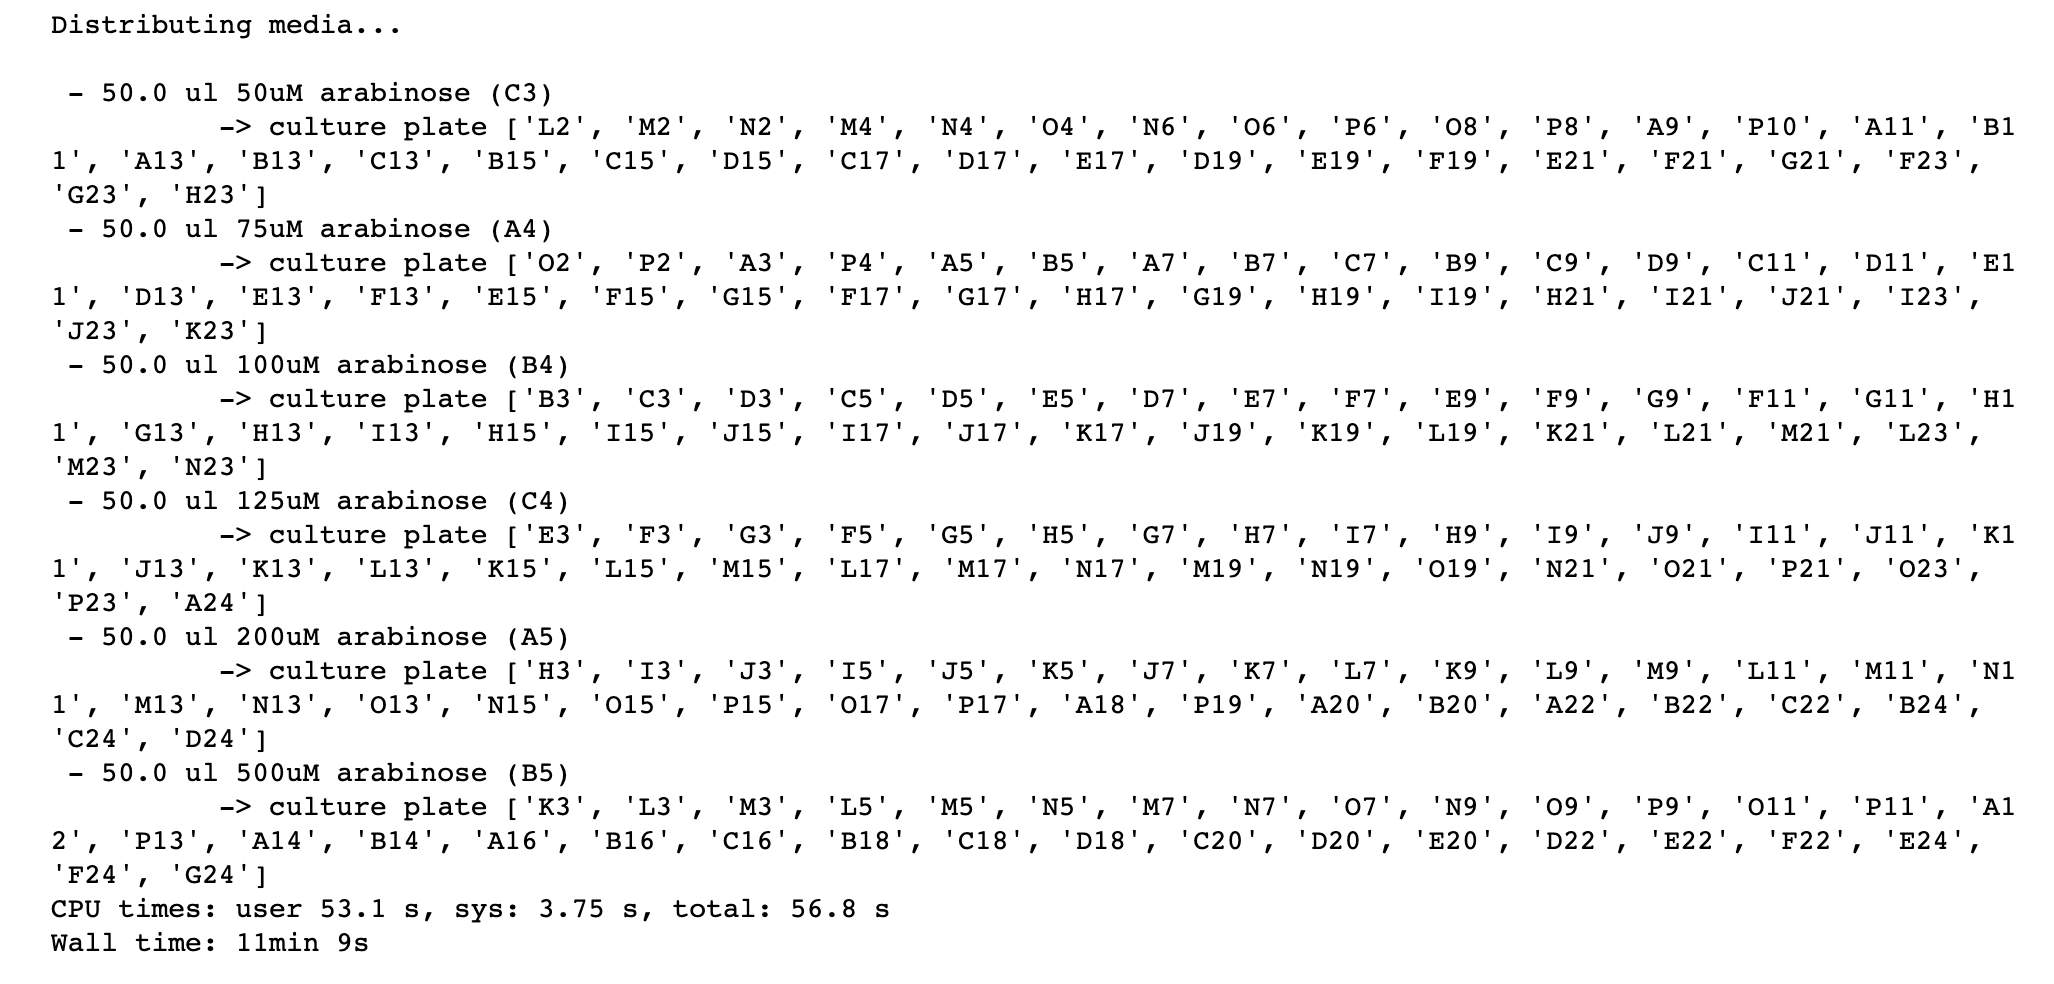 Distributing media...
 - 50.0 ul 50uM arabinose (C3)
          -> culture plate ['L2', 'M2', 'N2', 'M4', 'N4', 'O4', 'N6', 'O6', 'P6', 'O8', 'P8', 'A9', 'P10', 'A11', 'B1
1', 'A13', 'B13', 'C13', 'B15', 'C15', 'D15', 'C17', 'D17', 'E17', 'D19', 'E19', 'F19', 'E21', 'F21', 'G21', 'F23',
'G23', 'H23']
 - 50.0 ul 75uM arabinose (A4)
          -> culture plate ['O2', 'P2', 'A3', 'P4', 'A5', 'B5', 'A7', 'B7', 'C7', 'B9', 'C9', 'D9', 'C11', 'D11', 'E1
1', 'D13', 'E13', 'F13', 'E15', 'F15', 'G15', 'F17', 'G17', 'H17', 'G19', 'H19', 'I19', 'H21', 'I21', 'J21', 'I23',
'J23', 'K23']
 - 50.0 ul 100uM arabinose (B4)
          -> culture plate ['B3', 'C3', 'D3', 'C5', 'D5', 'E5', 'D7', 'E7', 'F7', 'E9', 'F9', 'G9', 'F11', 'G11', 'H1
1', 'G13', 'H13', 'I13', 'H15', 'I15', 'J15', 'I17', 'J17', 'K17', 'J19', 'K19', 'L19', 'K21', 'L21', 'M21', 'L23',
'M23', 'N23']
 - 50.0 ul 125uM arabinose (C4)
          -> culture plate ['E3', 'F3', 'G3', 'F5', 'G5', 'H5', 'G7', 'H7', 'I7', 'H9', 'I9', 'J9', 'I11', 'J11', 'K1
1', 'J13', 'K13', 'L13', 'K15', 'L15', 'M15', 'L17', 'M17', 'N17', 'M19', 'N19', 'O19', 'N21', 'O21', 'P21', 'O23',
'P23', 'A24']
 - 50.0 ul 200uM arabinose (A5)
          -> culture plate ['H3', 'I3', 'J3', 'I5', 'J5', 'K5', 'J7', 'K7', 'L7', 'K9', 'L9', 'M9', 'L11', 'M11', 'N1
1', 'M13', 'N13', 'O13', 'N15', 'O15', 'P15', 'O17', 'P17', 'A18', 'P19', 'A20', 'B20', 'A22', 'B22', 'C22', 'B24',
'C24', 'D24']
 - 50.0 ul 500uM arabinose (B5)
          -> culture plate ['K3', 'L3', 'M3', 'L5', 'M5', 'N5', 'M7', 'N7', 'O7', 'N9', 'O9', 'P9', 'O11', 'P11', 'A1
2', 'P13', 'A14', 'B14', 'A16', 'B16', 'C16', 'B18', 'C18', 'D18', 'C20', 'D20', 'E20', 'D22', 'E22', 'F22', 'E24',
'F24', 'G24']
CPU times: user 53.1 s, sys: 3.75 s, total: 56.8 s
Wall time: 11min 9s